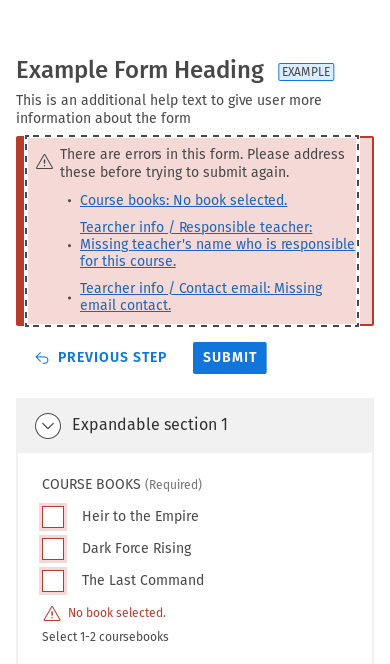 Example Form Heading EXAMPLE
This is an additional help text to give user more
information about the form
There are errors in this form. Please address
these before trying to submit again.
• Course books: No book selected.
Tearcher info / Responsible teacher:
• Missing teacher's name who is responsible
for this course.
• Tearcher info / Contact email: Missing
email contact.
PREVIOUS STEP SUBMIT
Expandable section 1
COURSE BOOKS (Required)
Heir to the Empire
Dark Force Rising
The Last Command
No book selected.
Select 1-2 coursebooks